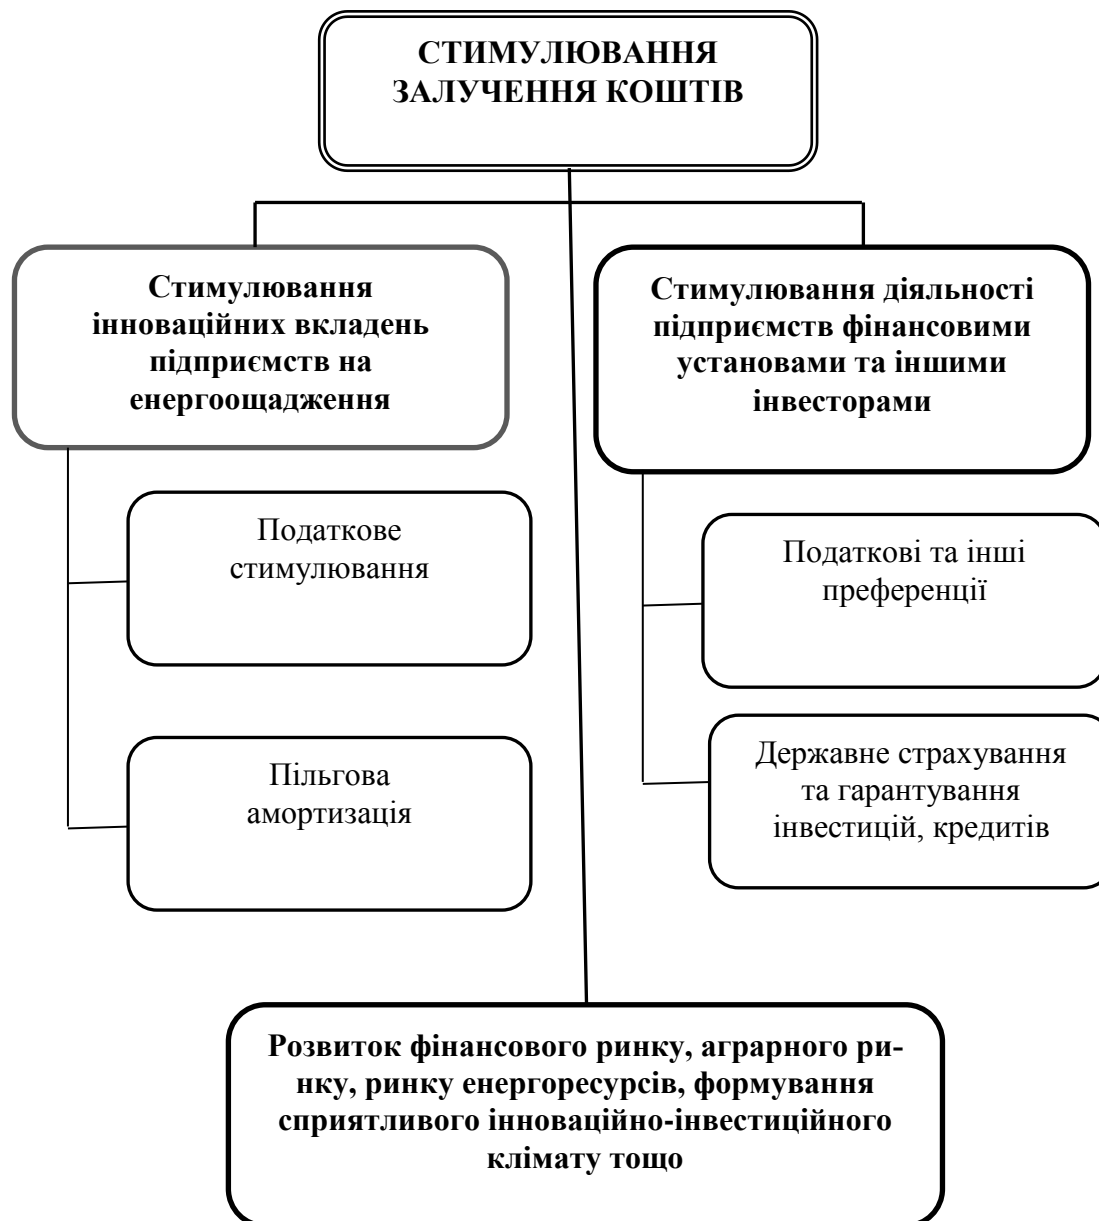 СТИМУЛЮВАННЯ
ЗАЛУЧЕННЯ КОШТІВ
Стимулювання
інноваційних вкладень
підприємств на
енергоощадження
Стимулювання діяльності
підприємств фінансовими
установами та іншими
інвесторами
Податкове
стимулювання
Податкові та інші
преференції
Пільгова
амортизація
Державне страхування
та гарантування
інвестицій, кредитів
Розвиток фінансового ринку, аграрного ри-
нку, ринку енергоресурсів, формування
сприятливого інноваційно-інвестиційного
клімату тощо